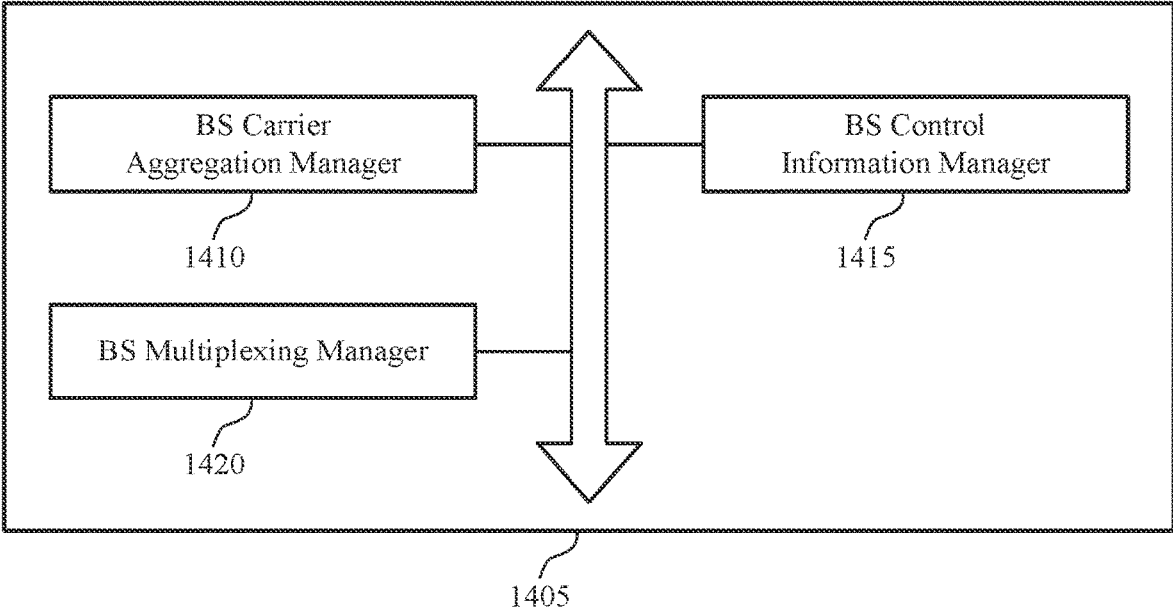 BS Carrier
Aggregation Manager
1410
BS Control
Information Manager
1415
BS Multiplexing Manager
1420
1405